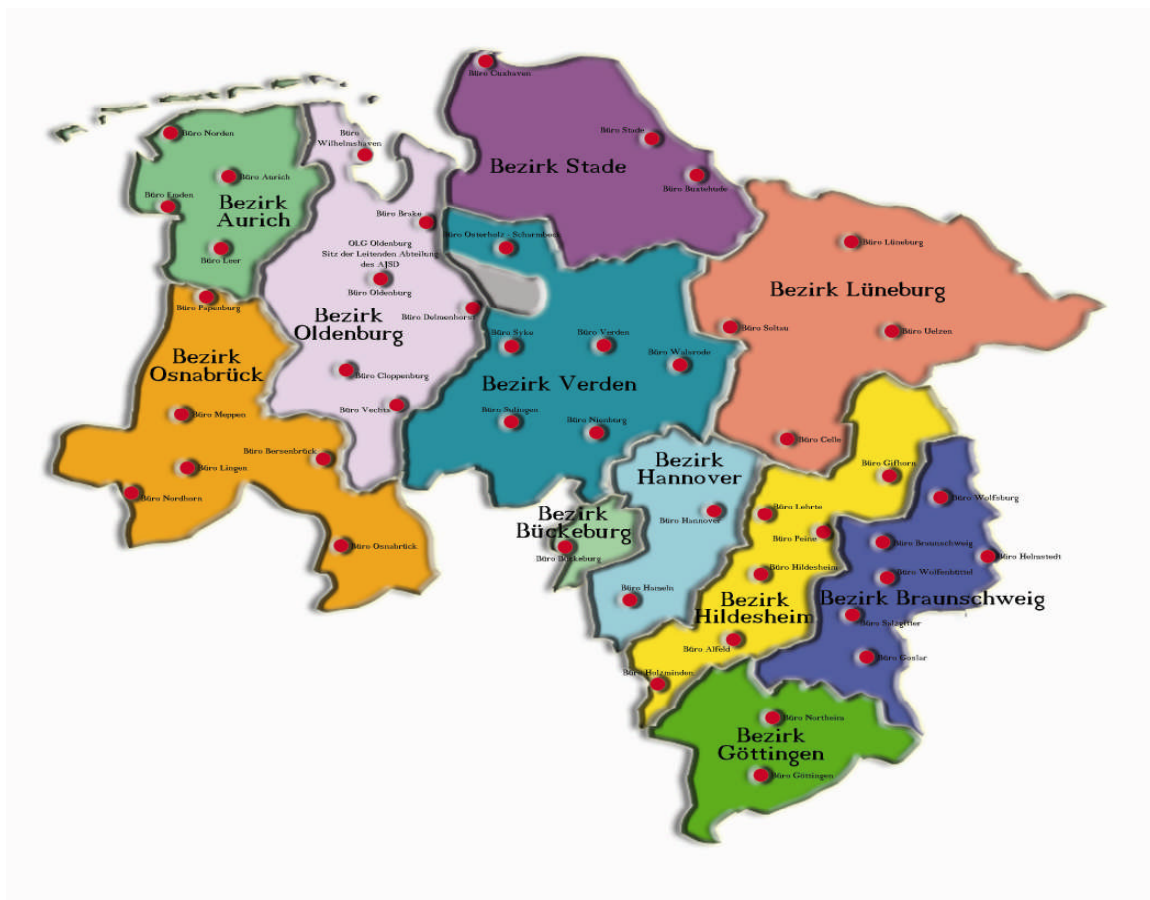 Büro Cuxhaven
Büro Stade
Büro Buxtehude
Bezirk Stade
Büro Norden
Büro Aurich
Büro Emden
Bezirk
Aurich
Büro Leer
Büro
Wilhelmshaven
Büro Brake
OLG Oldenburg
Sitz der Leitenden Abteilung
des AJSD
Büro Oldenburg
Büro Delmenhorst
Bezirk
Oldenburg
Büro Cloppenburg
Büro Vechta
Büro Osterholz - Scharmbeck
Büro Syke
Büro Verden
Büro Walsrode
Bezirk Verden
Büro Sulingen
Büro Nienburg
Büro Lüneburg
Bezirk Lüneburg
Büro Soltau
Büro Uelzen
Büro Celle
Büro Papenburg
Bezirk
Osnabrück
Büro Meppen
Büro Bersenbrück
Büro Lingen
Büro Nordhorn
Büro Osnabrück
Bezirk
Hannover
Büro Hannover
Büro Hameln
Bezirk
Bückeburg
Büro Bückeburg
Büro Gifhorn
Büro Lehrte
Büro Peine
Büro Hildesheim
Bezirk
Hildesheim
Büro Alfeld
Büro Holzminden
Büro Wolfsburg
Büro Braunschweig
Büro Helmstedt
Büro Wolfenbüttel
Bezirk Braunschweig
Büro Salzgitter
Büro Goslar
Büro Northeim
Bezirk
Göttingen
Büro Göttingen